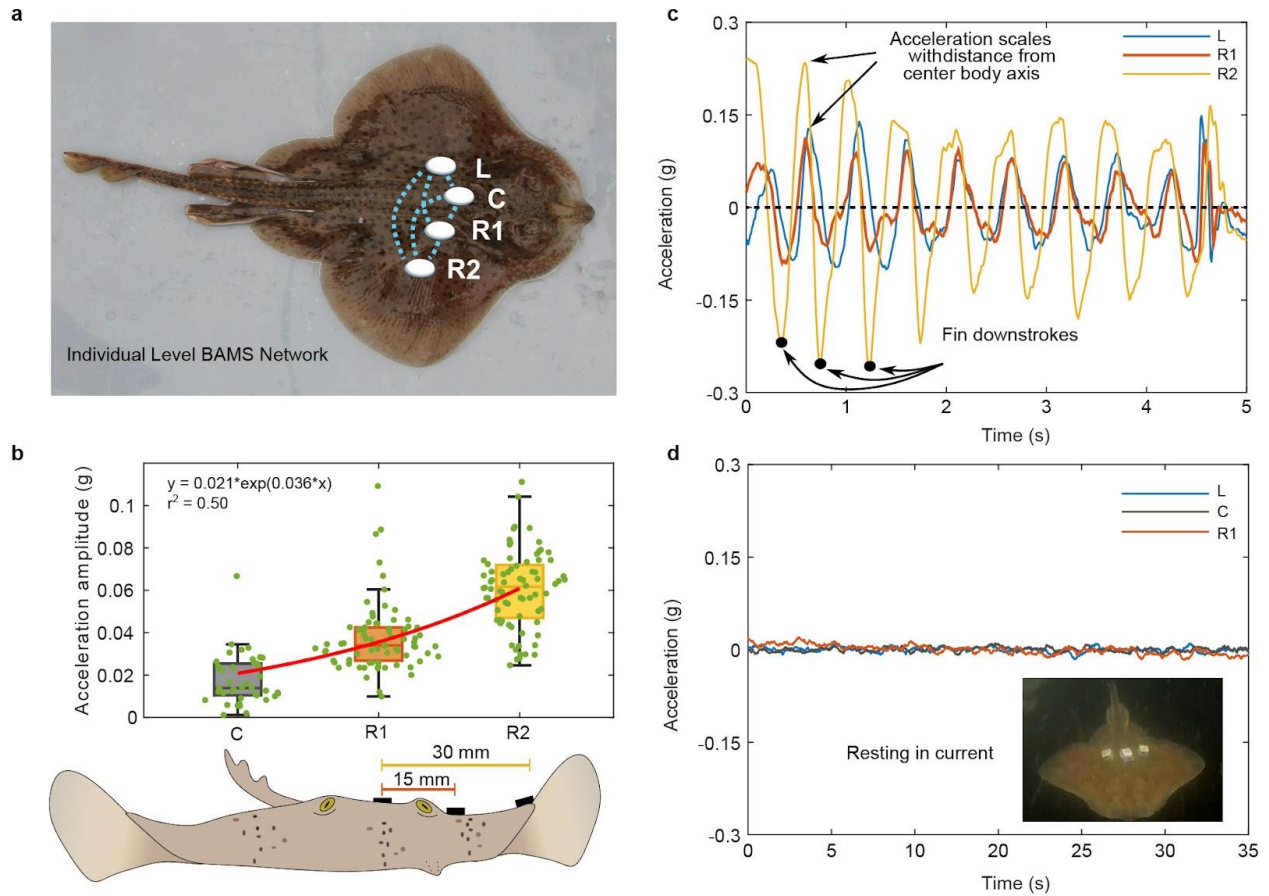 a
L
C
R1
R2
Individual Level BAMS Network
b
Acceleration amplitude (g)
y = 0.021*exp(0.036*x)
r² = 0.50
0.1
0.08
0.06
0.04
0.02
0
C
R1
R2
30 mm
15 mm
c
Acceleration (g)
0.3
0.15
0
-0.15
-0.3
Acceleration scales
withdistance from
center body axis
L
R1
R2
Fin downstrokes
0
1
2
3
4
5
Time (s)
d
Acceleration (g)
0.3
0.15
0
-0.15
-0.3
L
C
R1
Resting in current
0
5
10
10
20
25
30
35
Time (s)